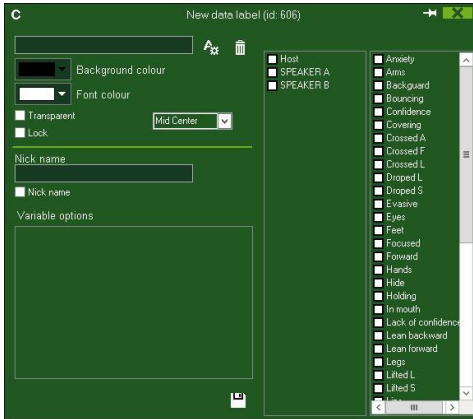 C
New data label (id: 606)
Background colour
Font colour
Transparent
Lock
Mid Center
Nick name
Nick name
Variable options
Host
SPEAKER A
SPEAKER B
Anxiety
Arms
Backguard
Bouncing
Confidence
Covering
Crossed A
Crossed F
Crossed L
Droped L
Droped S
Evasive
Eyes
Feet
Focused
Forward
Hands
Hide
Holding
In mouth
Lack of confidence
Lean backward
Lean forward
Legs
Lifted L
Lifted S